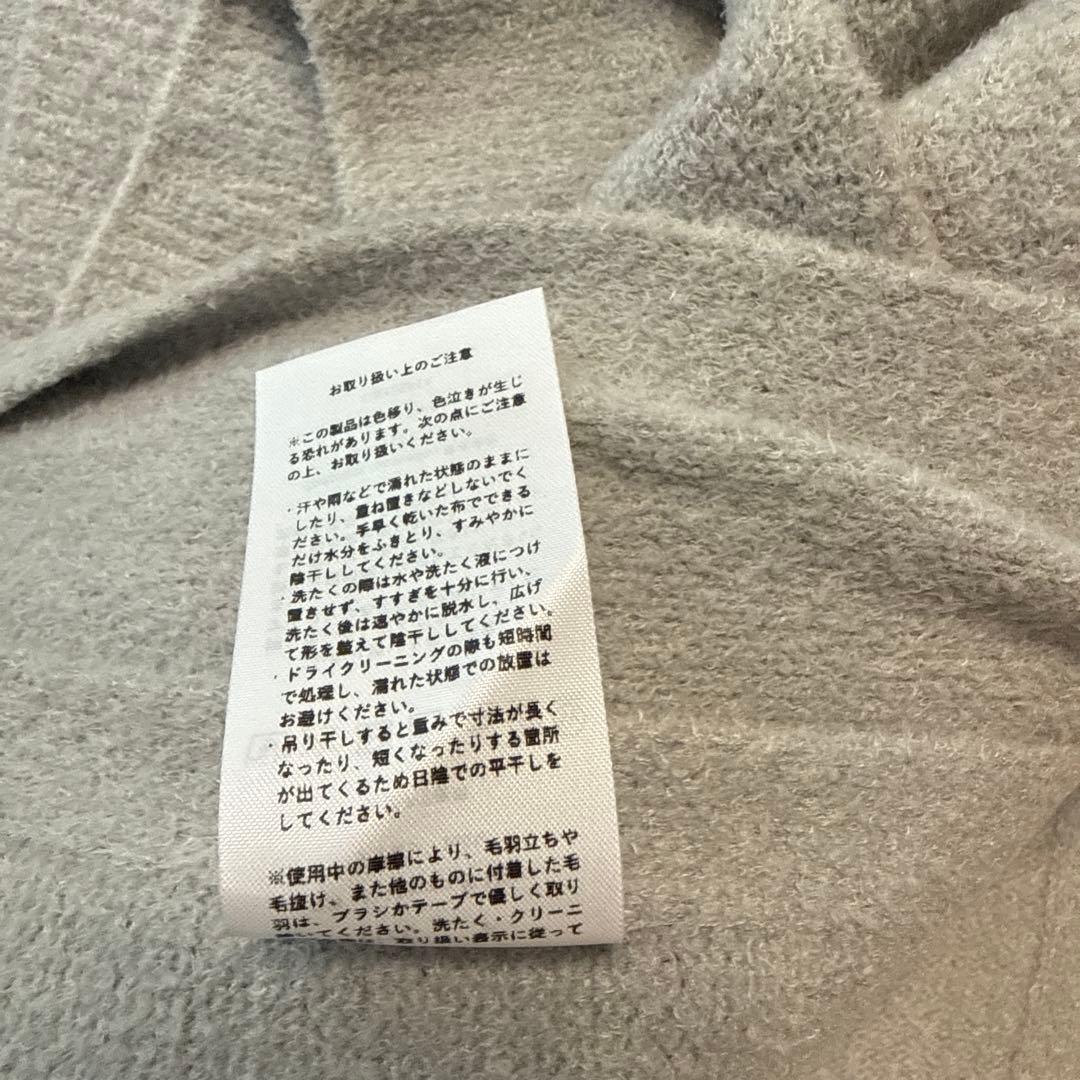 お取り扱い上のご注意
※この製品は色移り、色泣きが生じ
る恐れがあります。次の点にご注意
の上、お取り扱いください。
・汗や雨などで濡れた状態のままに
したり、重ね置きなどしないでく
ださい。手早く乾いた布でできる
だけ水分をふきとり、すみやかに
陰干ししてください。
・洗たくの際は水や洗たく液につけ
置きせず、すすぎを十分に行い、
洗たく後は速やかに脱水し、広げ
て形を整えて陰干ししてください。
・ドライクリーニングの際も短時間
で処理し、濡れた状態での放置は
お避けください。
・吊り干しすると重みで寸法が長く
なったり、短くなったりする箇所
が出てくるため日陰での平干しを
してください。
※使用中の摩擦により、毛羽立ちや
毛抜け、また他のものに付着した毛
羽は、ブラシかテープで優しく取り
いてください。洗たく・クリーニ
取り扱い表示に従って